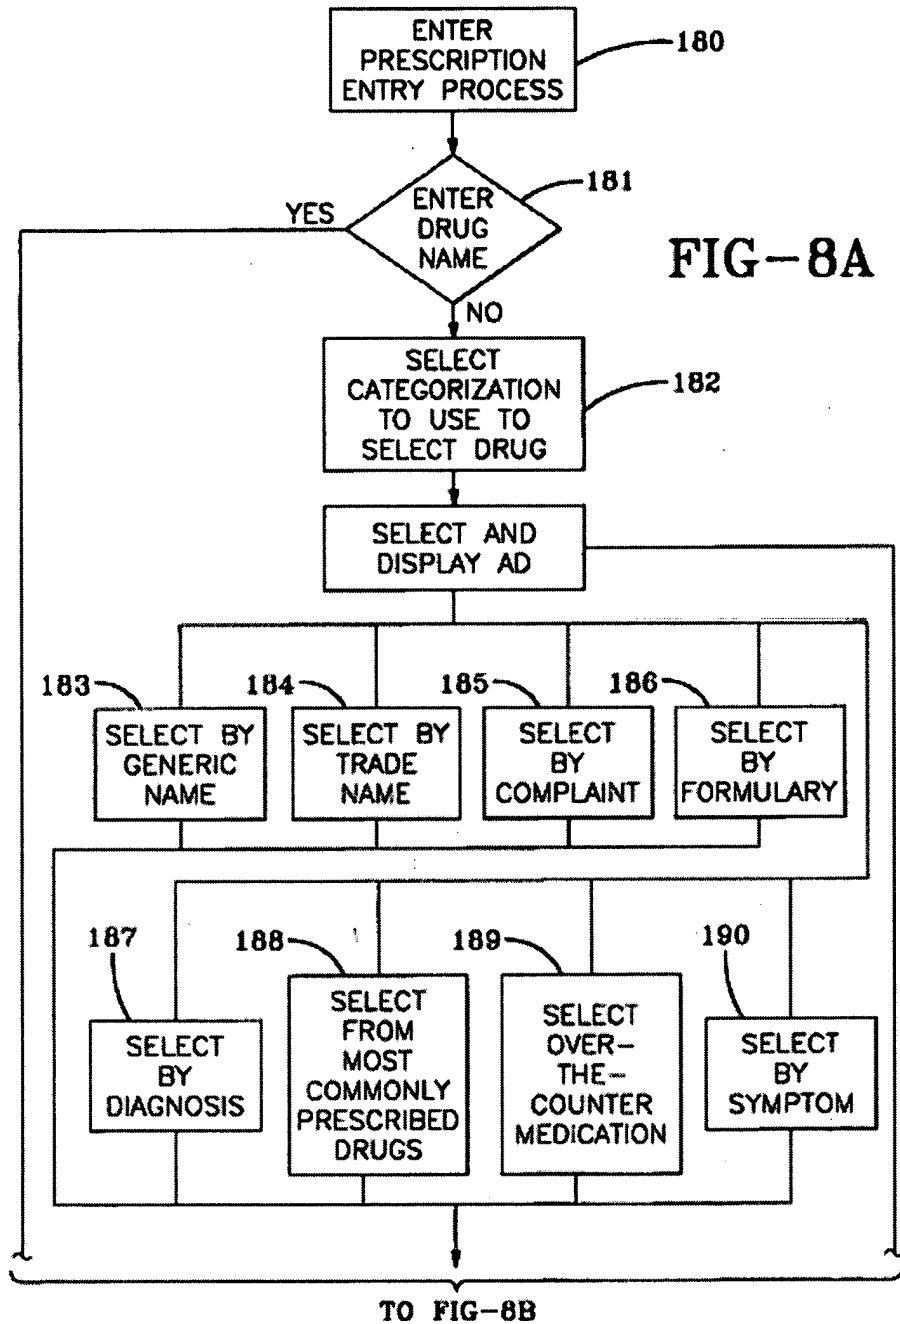 ENTER
PRESCRIPTION
ENTRY PROCESS
180
ENTER
DRUG
NAME
181
YES
FIG-8A
NO
SELECT
CATEGORIZATION
TO USE TO
SELECT DRUG
182
SELECT AND
DISPLAY AD
183
184
185
186
SELECT BY
GENERIC
NAME
SELECT BY
TRADE
NAME
SELECT
BY
COMPLAINT
SELECT
BY
FORMULARY
187
188
189
190
SELECT
BY
DIAGNOSIS
SELECT
FROM
MOST
COMMONLY
PRESCRIBED
DRUGS
SELECT
OVER-
THE-
COUNTER
MEDICATION
SELECT
BY
SYMPTOM
TO FIG-8B